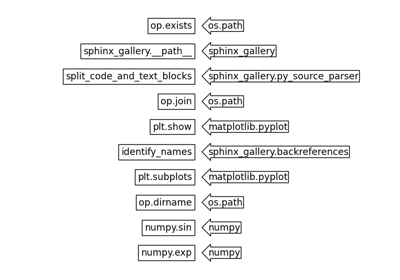 op.exists os.path
sphinx_gallery.__path__ sphinx_gallery
split_code_and_text_blocks sphinx_gallery.py_source_parser
op.join os.path
plt.show matplotlib.pyplot
identify_names sphinx_gallery.backreferences
plt.subplots matplotlib.pyplot
op.dirname os.path
numpy.sin numpy
numpy.exp numpy